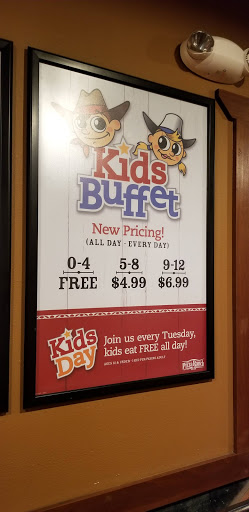 Kids
Buffet
New Pricing!
(ALL DAY - EVERY DAY)
0-4 5-8 9-12
FREE $4.99 $6.99
Kids
Day
Join us every Tuesday,
kids eat FREE all day!